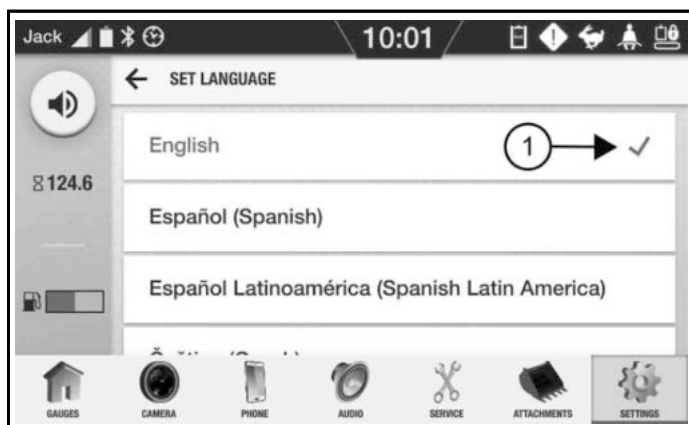 Jack 10:01
SET LANGUAGE
English 1
124.6
Español (Spanish)
Español Latinoamérica (Spanish Latin America)
GAUGES CAMERA PHONE AUDIO SERVICE ATTACHMENTS SETTINGS